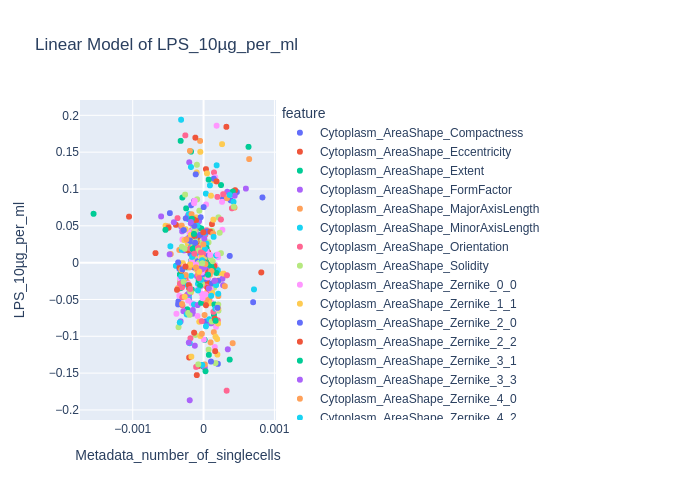 Linear Model of LPS_10µg_per_ml
feature
Cytoplasm_AreaShape_Compactness
Cytoplasm_AreaShape_Eccentricity
Cytoplasm_AreaShape_Extent
Cytoplasm_AreaShape_FormFactor
Cytoplasm_AreaShape_MajorAxisLength
Cytoplasm_AreaShape_MinorAxisLength
Cytoplasm_AreaShape_Orientation
Cytoplasm_AreaShape_Solidity
Cytoplasm_AreaShape_Zernike_0_0
Cytoplasm_AreaShape_Zernike_1_1
Cytoplasm_AreaShape_Zernike_2_0
Cytoplasm_AreaShape_Zernike_2_2
Cytoplasm_AreaShape_Zernike_3_1
Cytoplasm_AreaShape_Zernike_3_3
Cytoplasm_AreaShape_Zernike_4_0
Cytoplasm_AreaShape_Zernike_4_2
0.2
0.15
0.1
0.05
0
−0.05
−0.1
−0.15
−0.2
LPS_10µg_per_ml
−0.001
0
0.001
Metadata_number_of_singlecells